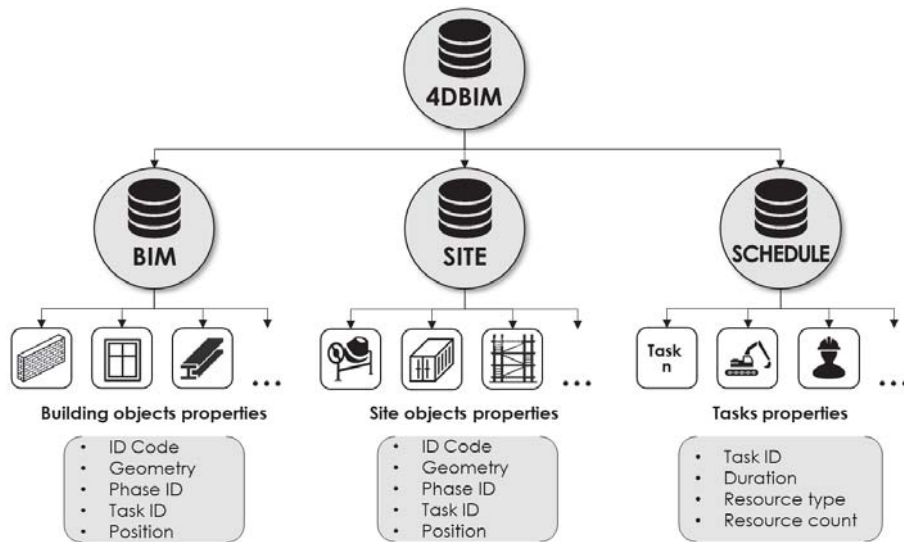 4DBIM
BIM
SITE
SCHEDULE
Task
n
Building objects properties
• ID Code
• Geometry
• Phase ID
• Task ID
• Position
Site objects properties
• ID Code
• Geometry
• Phase ID
• Task ID
• Position
Tasks properties
• Task ID
• Duration
• Resource type
• Resource count